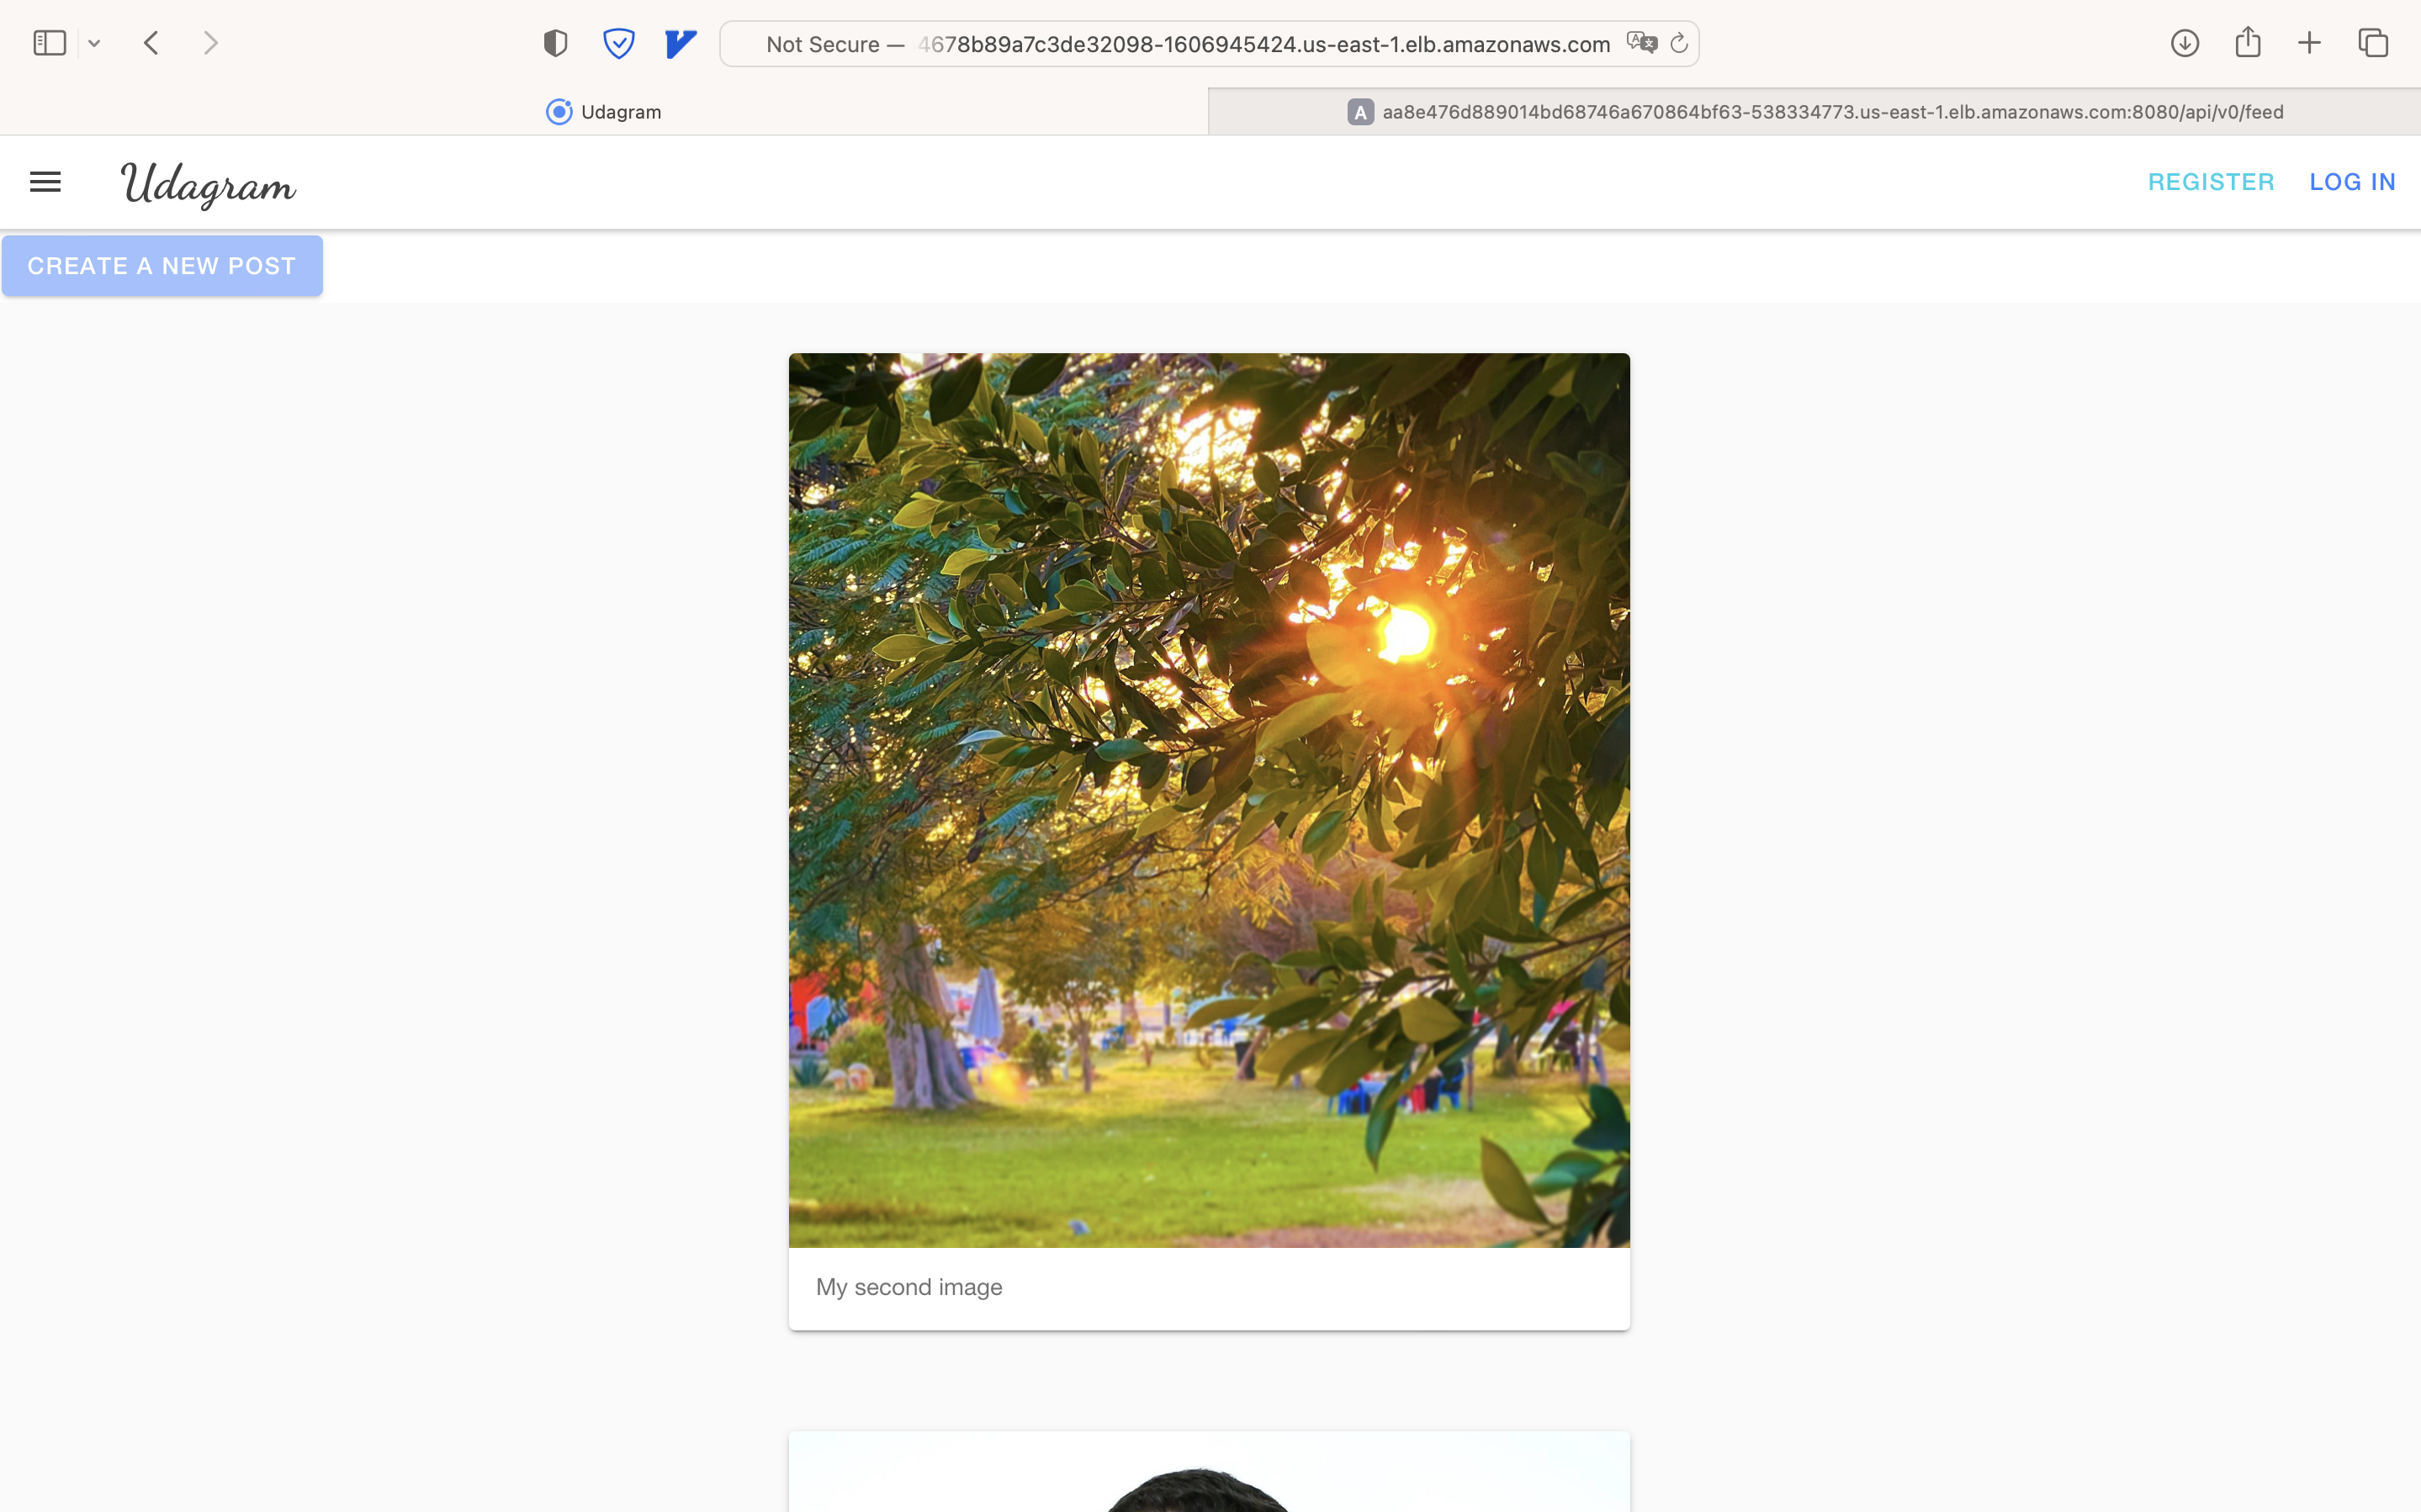 Not Secure — 4678b89a7c3de32098-1606945424.us-east-1.elb.amazonaws.com
Udagram
A aa8e476d889014bd68746a670864bf63-538334773.us-east-1.elb.amazonaws.com:8080/api/v0/feed
Udagram
REGISTER LOG IN
CREATE A NEW POST
My second image